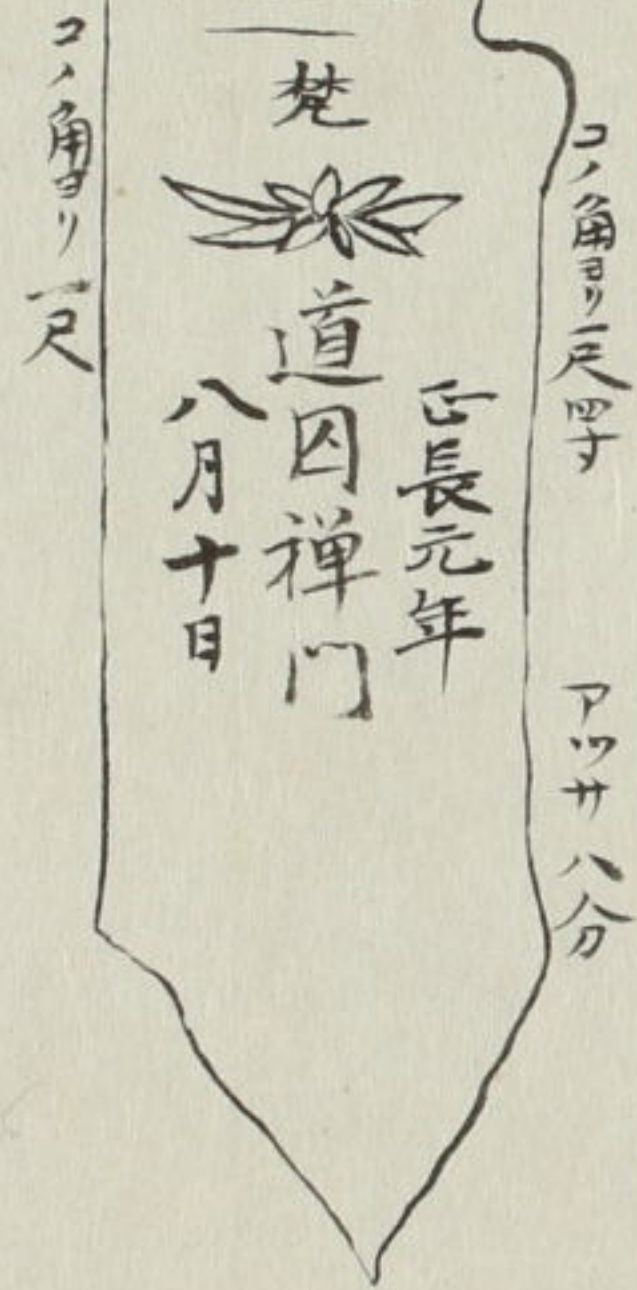 コノ角ヨリ一尺四寸
アツサ八分
梵
正長元年
道囚禅門
八月十日
コノ角ヨリ一尺